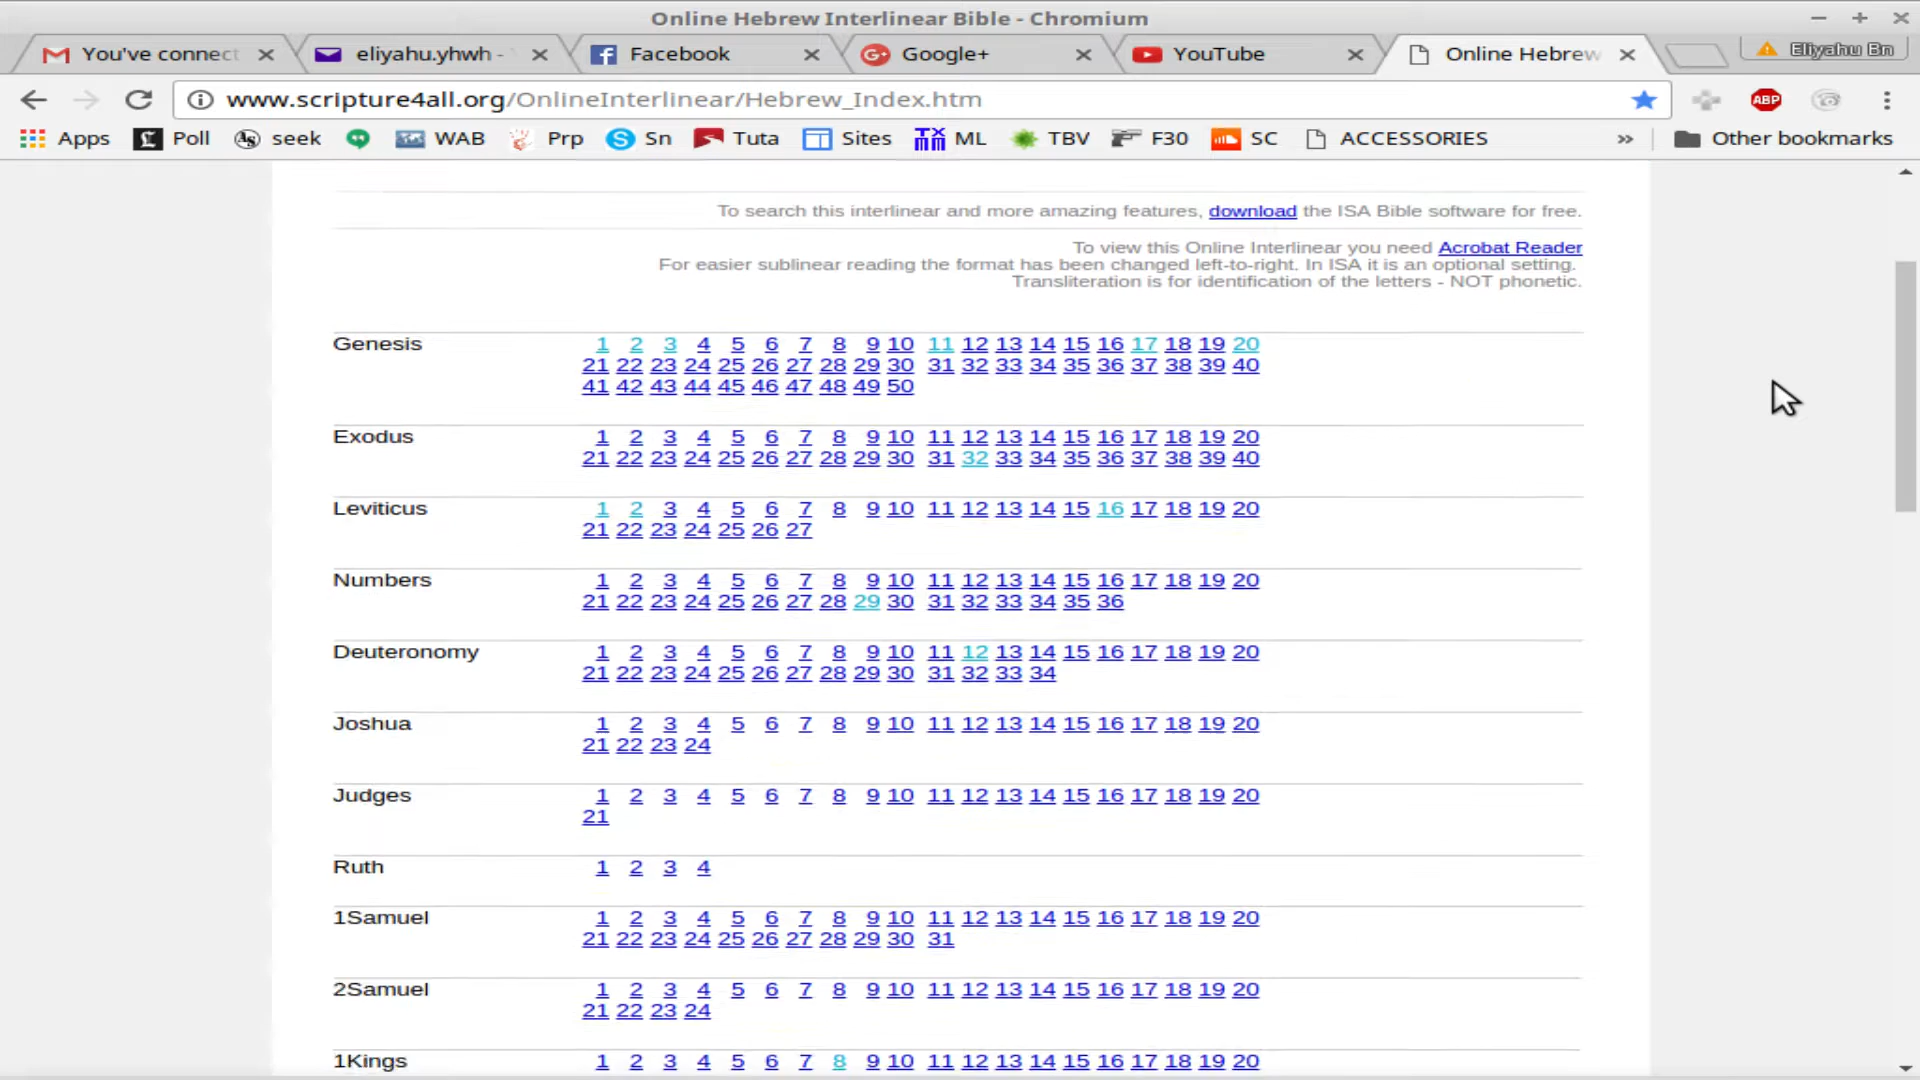 Online Hebrew Interlinear Bible - Chromium
You've connect eliyahu.yhwh - Facebook Google+ YouTube Online Hebrew Eliyahu Bn
www.scripture4all.org/OnlineInterlinear/Hebrew_Index.htm ABP
Apps Poll seek WAB Prp Sn Tuta Sites ML TBV F30 SC ACCESSORIES » Other bookmarks
To search this interlinear and more amazing features, download the ISA Bible software for free.
To view this Online Interlinear you need Acrobat Reader
For easier sublinear reading the format has been changed left-to-right. In ISA it is an optional setting.
Transliteration is for identification of the letters - NOT phonetic.
Genesis 1 2 3 4 5 6 7 8 9 10 11 12 13 14 15 16 17 18 19 20
21 22 23 24 25 26 27 28 29 30 31 32 33 34 35 36 37 38 39 40
41 42 43 44 45 46 47 48 49 50
Exodus 1 2 3 4 5 6 7 8 9 10 11 12 13 14 15 16 17 18 19 20
21 22 23 24 25 26 27 28 29 30 31 32 33 34 35 36 37 38 39 40
Leviticus 1 2 3 4 5 6 7 8 9 10 11 12 13 14 15 16 17 18 19 20
21 22 23 24 25 26 27
Numbers 1 2 3 4 5 6 7 8 9 10 11 12 13 14 15 16 17 18 19 20
21 22 23 24 25 26 27 28 29 30 31 32 33 34 35 36
Deuteronomy 1 2 3 4 5 6 7 8 9 10 11 12 13 14 15 16 17 18 19 20
21 22 23 24 25 26 27 28 29 30 31 32 33 34
Joshua 1 2 3 4 5 6 7 8 9 10 11 12 13 14 15 16 17 18 19 20
21 22 23 24
Judges 1 2 3 4 5 6 7 8 9 10 11 12 13 14 15 16 17 18 19 20
21
Ruth 1 2 3 4
1Samuel 1 2 3 4 5 6 7 8 9 10 11 12 13 14 15 16 17 18 19 20
21 22 23 24 25 26 27 28 29 30 31
2Samuel 1 2 3 4 5 6 7 8 9 10 11 12 13 14 15 16 17 18 19 20
21 22 23 24
1Kings 1 2 3 4 5 6 7 8 9 10 11 12 13 14 15 16 17 18 19 20